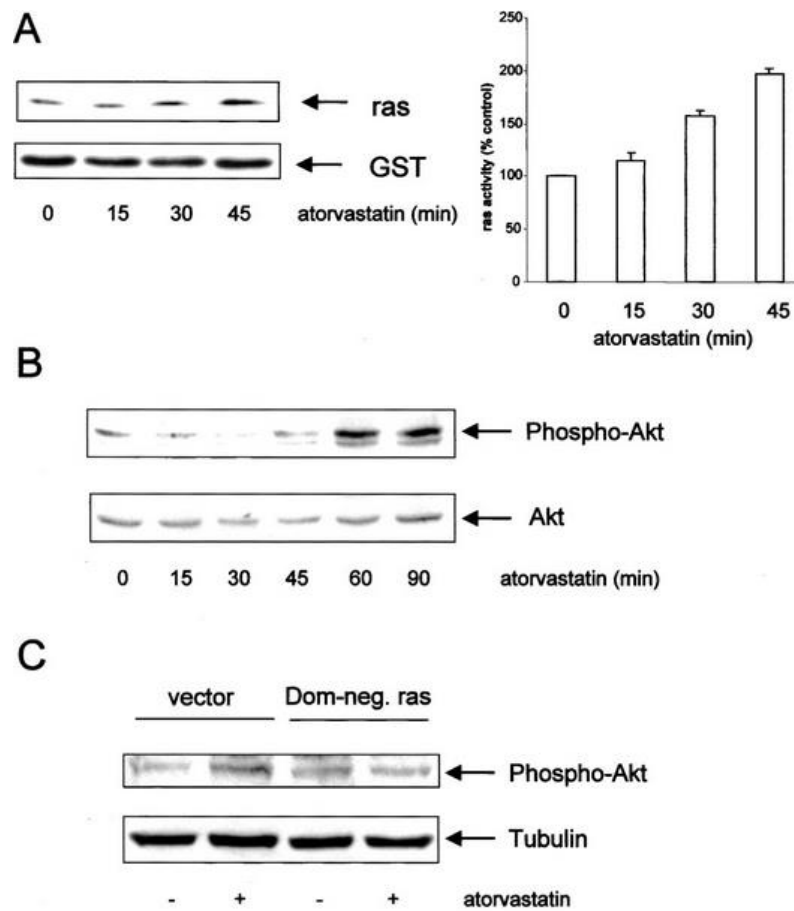 A
ras
GST
0 15 30 45 atorvastatin (min)
ras activity (% control)
250
200
150
100
50
0
0 15 30 45
atorvastatin (min)
B
Phospho-Akt
Akt
0 15 30 45 60 90 atorvastatin (min)
C
vector Dom-neg. ras
Phospho-Akt
Tubulin
- + - + atorvastatin